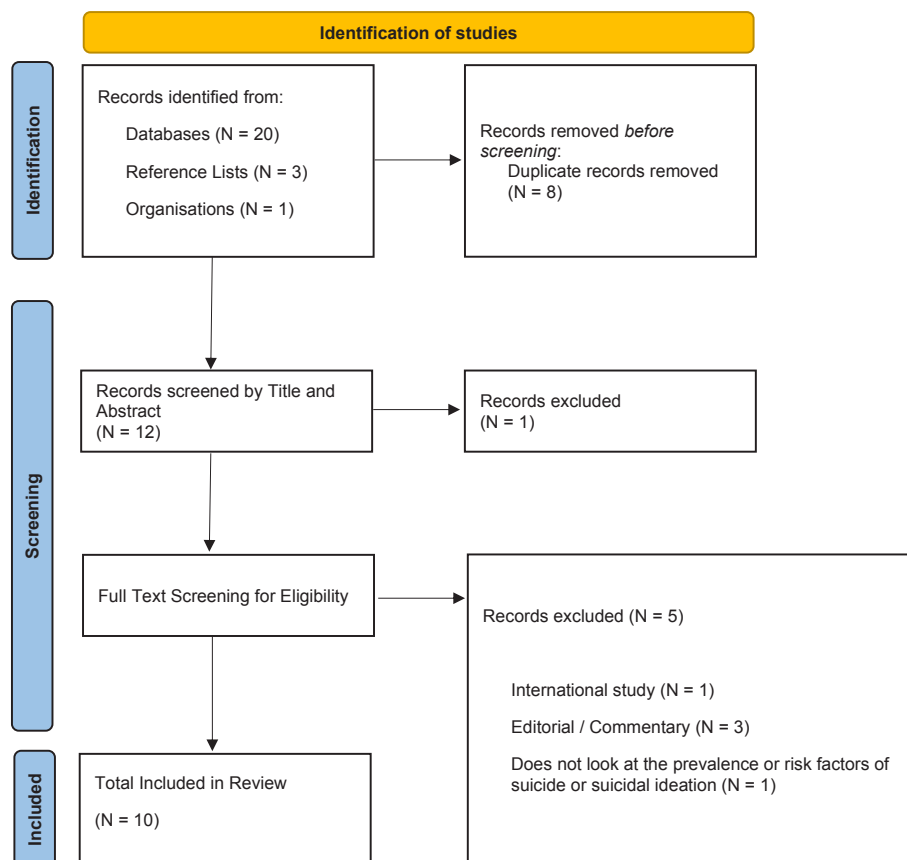 Identification of studies
Identification
Records identified from:
Databases (N = 20)
Reference Lists (N = 3)
Organisations (N = 1)
Records removed before
screening:
Duplicate records removed
(N = 8)
Screening
Records screened by Title and
Abstract
(N = 12)
Records excluded
(N = 1)
Full Text Screening for Eligibility
Records excluded (N = 5)
International study (N = 1)
Editorial / Commentary (N = 3)
Does not look at the prevalence or risk factors of
suicide or suicidal ideation (N = 1)
Included
Total Included in Review
(N = 10)